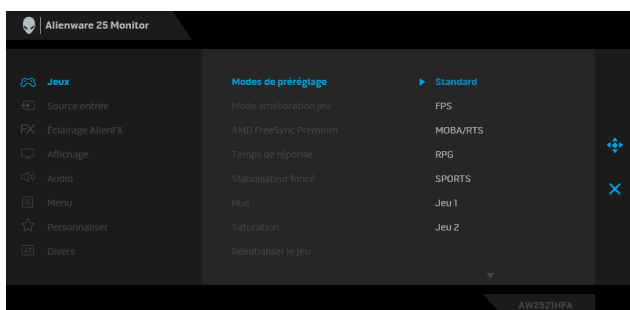 Alienware 25 Monitor
Jeux
Modes de préréglage
Standard
Source entrée
Mode amélioration jeu
FPS
FX Éclairage AlienFX
AMD FreeSync Premium
MOBA/RTS
Affichage
Temps de réponse
RPG
Audio
Stabilisateur foncé
SPORTS
Menu
Hue
Jeu 1
Personnaliser
Saturation
Jeu 2
Divers
Réinitialiser le jeu
AW2521HFA